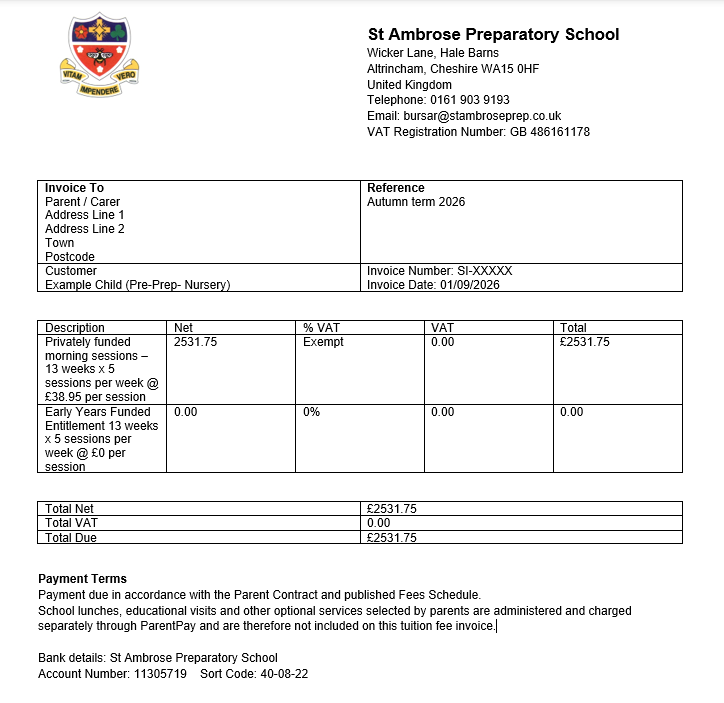 VITAM IMPENDERE VERO
St Ambrose Preparatory School
Wicker Lane, Hale Barns
Altrincham, Cheshire WA15 0HF
United Kingdom
Telephone: 0161 903 9193
Email: bursar@stambroseprep.co.uk
VAT Registration Number: GB 486161178
Invoice To
Parent / Carer
Address Line 1
Address Line 2
Town
Postcode
Reference
Autumn term 2026
Customer
Example Child (Pre-Prep- Nursery)
Invoice Number: SI-XXXXX
Invoice Date: 01/09/2026
Description Net % VAT VAT Total
Privately funded 2531.75 Exempt 0.00 £2531.75
morning sessions –
13 weeks x 5
sessions per week @
£38.95 per session
Early Years Funded 0.00 0% 0.00 0.00
Entitlement 13 weeks
x 5 sessions per
week @ £0 per
session
Total Net £2531.75
Total VAT 0.00
Total Due £2531.75
Payment Terms
Payment due in accordance with the Parent Contract and published Fees Schedule.
School lunches, educational visits and other optional services selected by parents are administered and charged
separately through ParentPay and are therefore not included on this tuition fee invoice.
Bank details: St Ambrose Preparatory School
Account Number: 11305719 Sort Code: 40-08-22